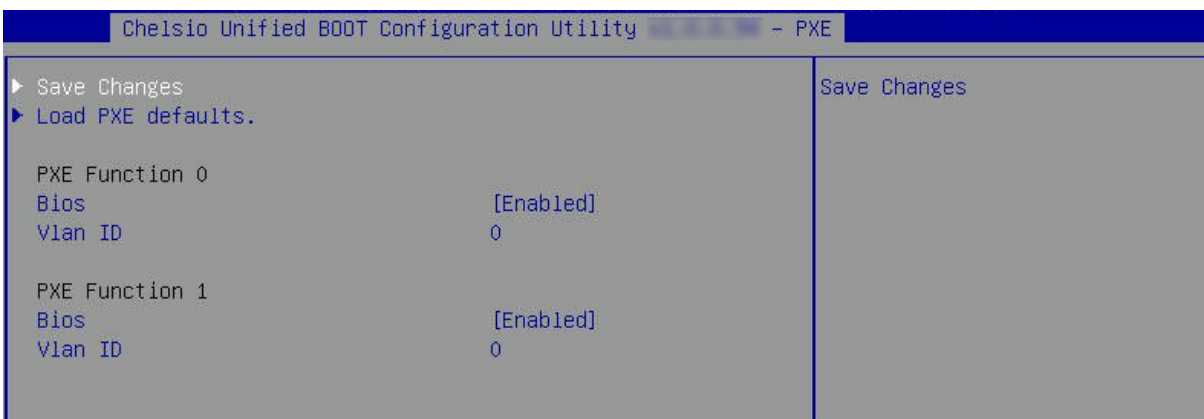 Chelsio Unified BOOT Configuration Utility - PXE
Save Changes
Load PXE defaults.
PXE Function 0
Bios [Enabled]
Vlan ID 0
PXE Function 1
Bios [Enabled]
Vlan ID 0
Save Changes